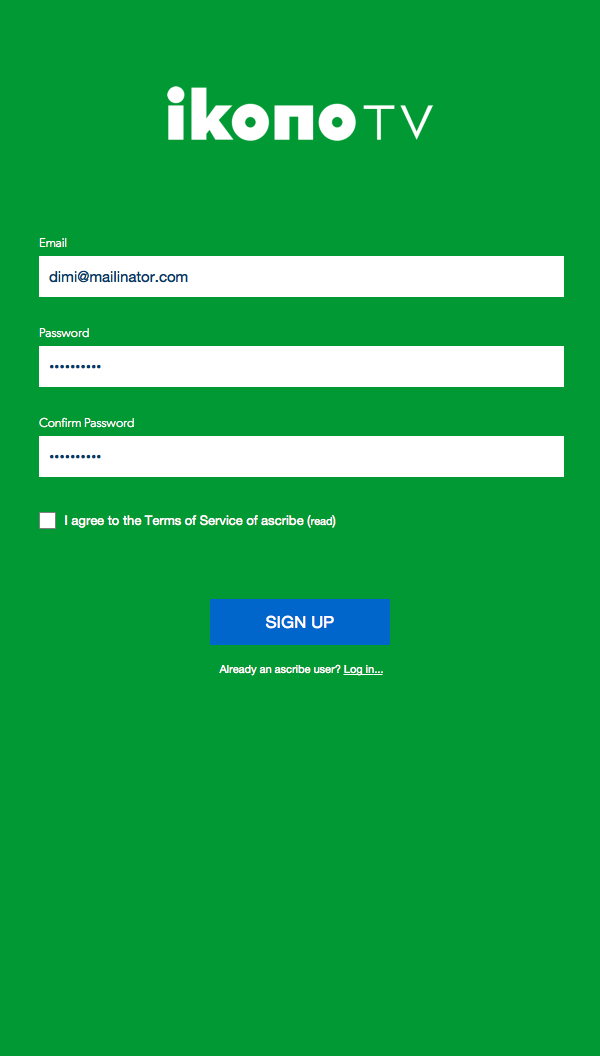 ikono TV
Email
dimi@mailinator.com
Password
••••••••••
Confirm Password
••••••••••
I agree to the Terms of Service of ascribe (read)
SIGN UP
Already an ascribe user? Log in...